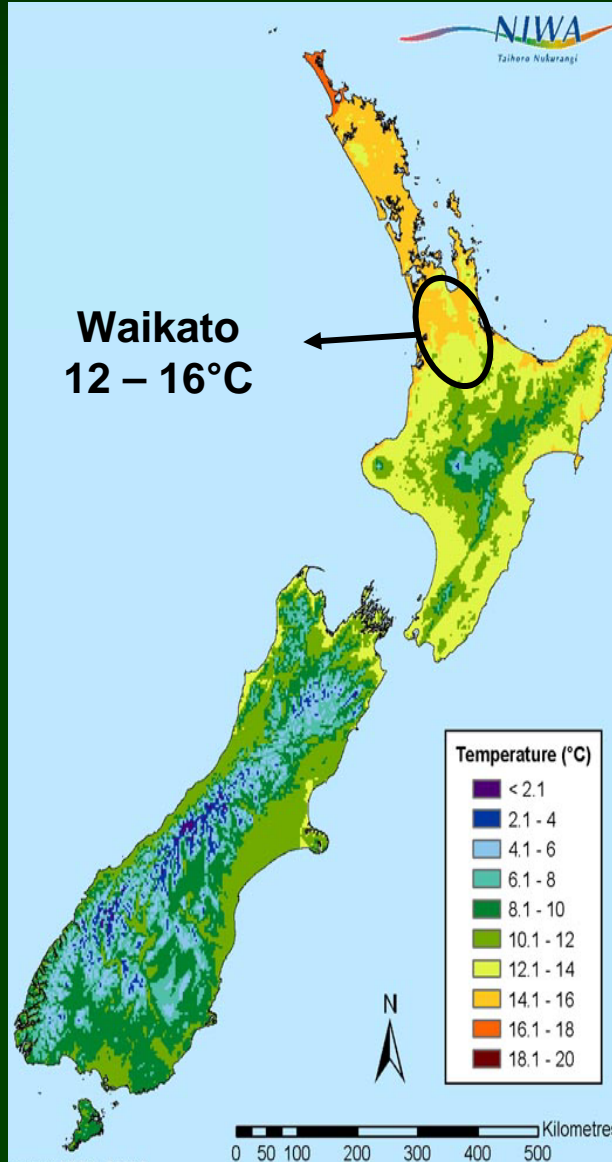 NIWA
Taihoro Nukurangi
Waikato
12 – 16°C
Temperature (°C)
< 2.1
2.1 - 4
4.1 - 6
6.1 - 8
8.1 - 10
10.1 - 12
12.1 - 14
14.1 - 16
16.1 - 18
18.1 - 20
N
Kilometres
0 50 100 200 300 400 500